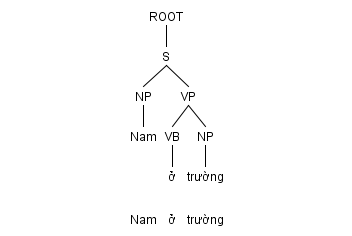 ROOT
S
NP VP
Nam VB NP
ở trường
Nam ở trường